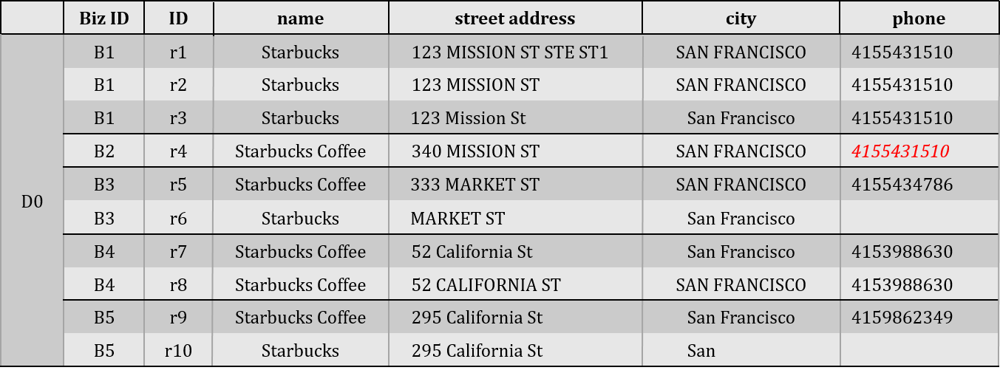 Biz ID ID name street address city phone
B1 r1 Starbucks 123 MISSION ST STE ST1 SAN FRANCISCO 4155431510
B1 r2 Starbucks 123 MISSION ST SAN FRANCISCO 4155431510
B1 r3 Starbucks 123 Mission St San Francisco 4155431510
B2 r4 Starbucks Coffee 340 MISSION ST SAN FRANCISCO 4155431510
B3 r5 Starbucks Coffee 333 MARKET ST SAN FRANCISCO 4155434786
D0
B3 r6 Starbucks MARKET ST San Francisco
B4 r7 Starbucks Coffee 52 California St San Francisco 4153988630
B4 r8 Starbucks Coffee 52 CALIFORNIA ST SAN FRANCISCO 4153988630
B5 r9 Starbucks Coffee 295 California St San Francisco 4159862349
B5 r10 Starbucks 295 California St San